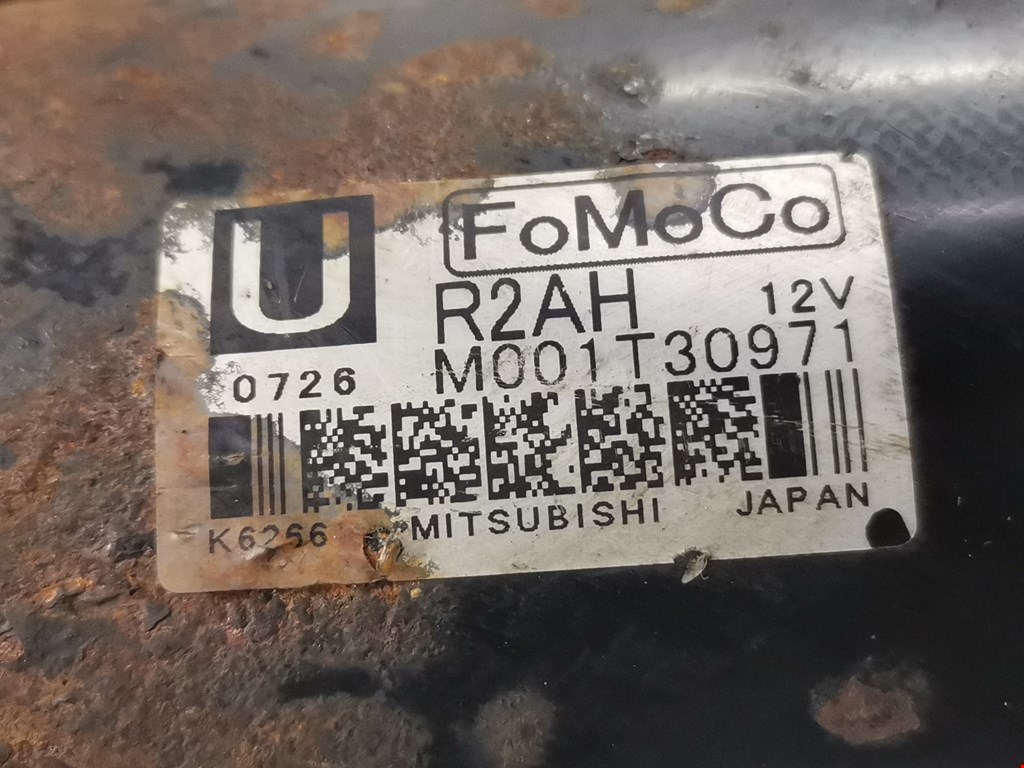 U
FoMoCo
R2AH 12V
0726 M001T30971
K6266 MITSUBISHI JAPAN